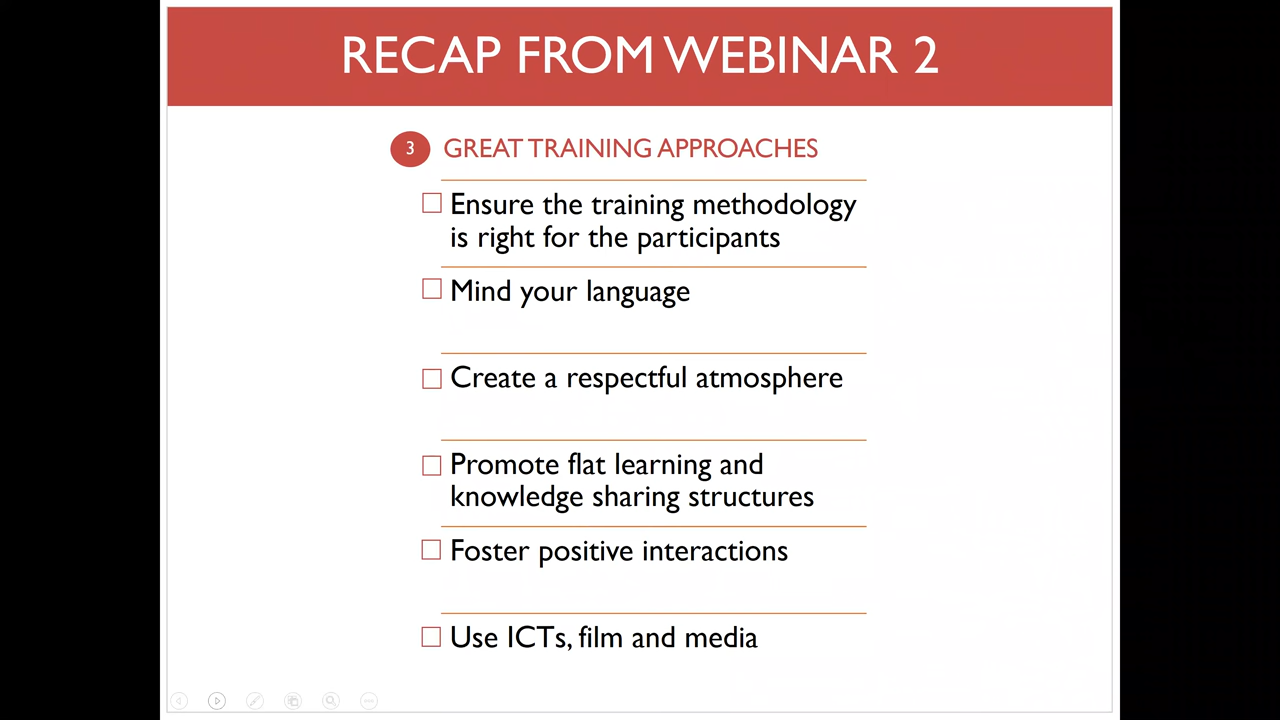 RECAP FROM WEBINAR 2
3 GREAT TRAINING APPROACHES
Ensure the training methodology
is right for the participants
Mind your language
Create a respectful atmosphere
Promote flat learning and
knowledge sharing structures
Foster positive interactions
Use ICTs, film and media